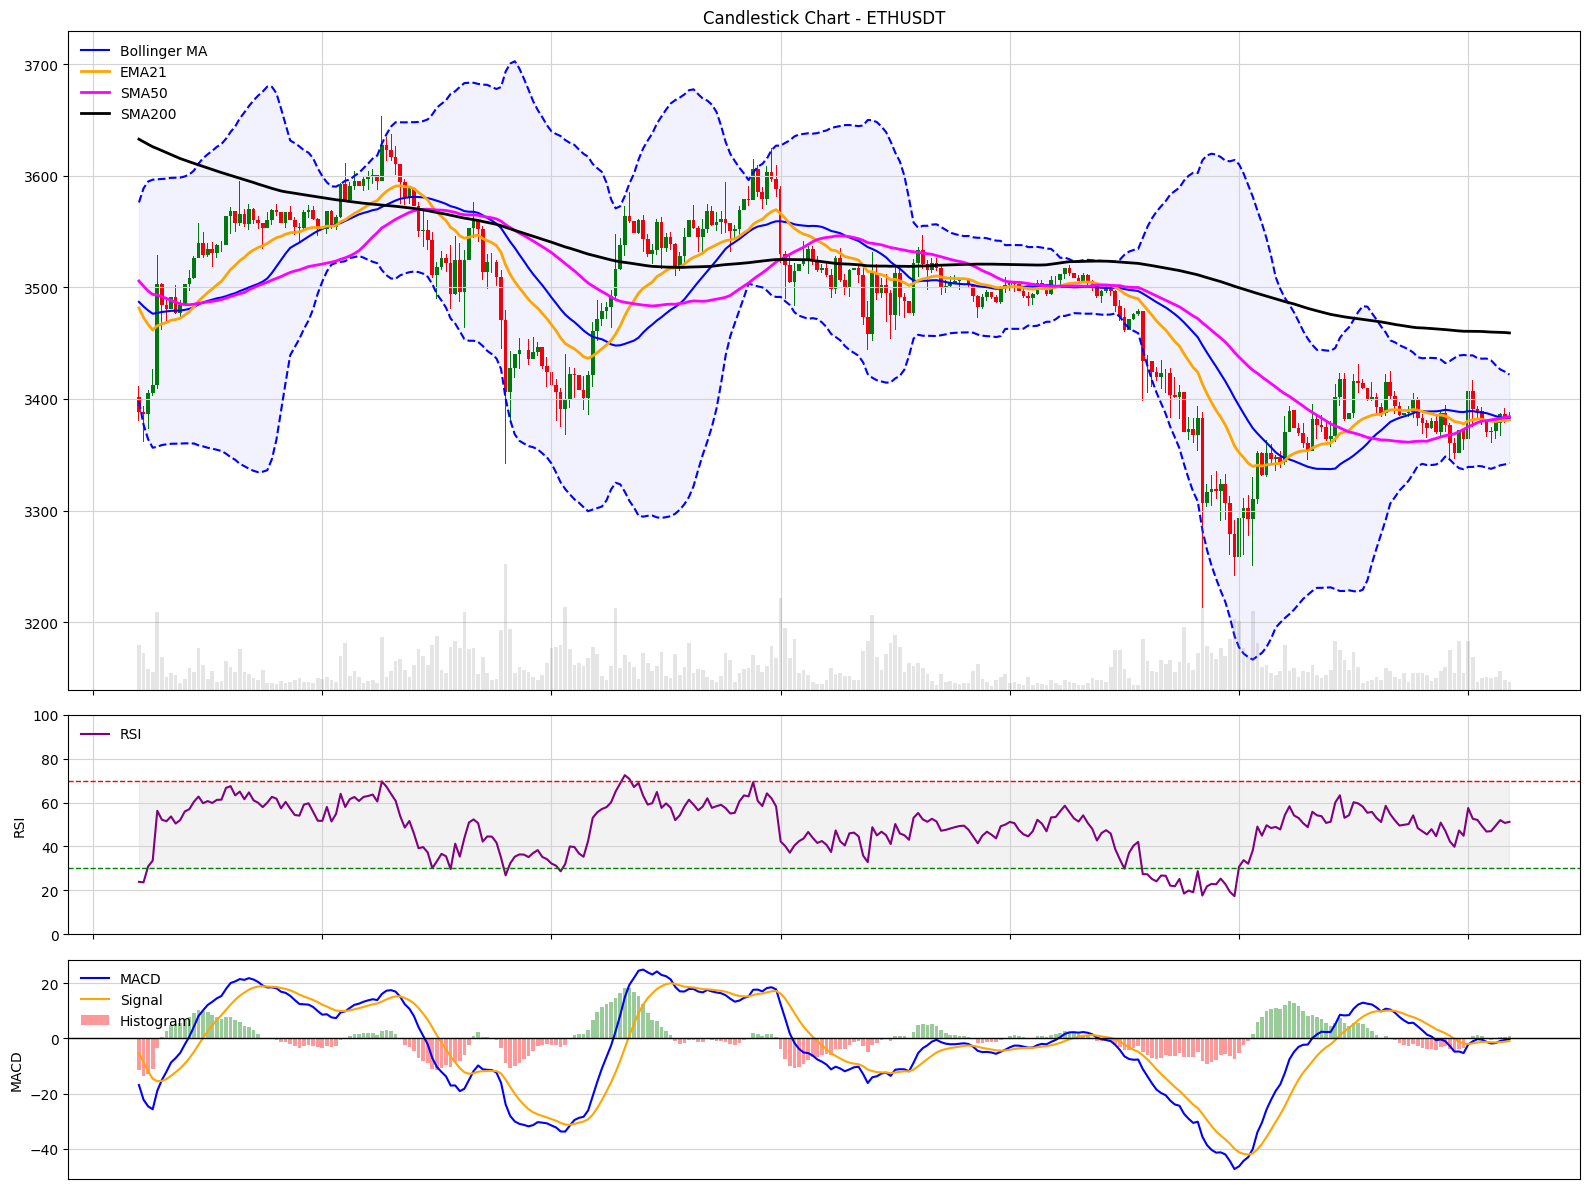 Candlestick Chart - ETHUSDT
Bollinger MA
EMA21
SMA50
SMA200
3700
3600
3500
3400
3300
3200
RSI
100
80
60
40
20
0
RSI
MACD
Signal
Histogram
20
0
−20
−40
MACD